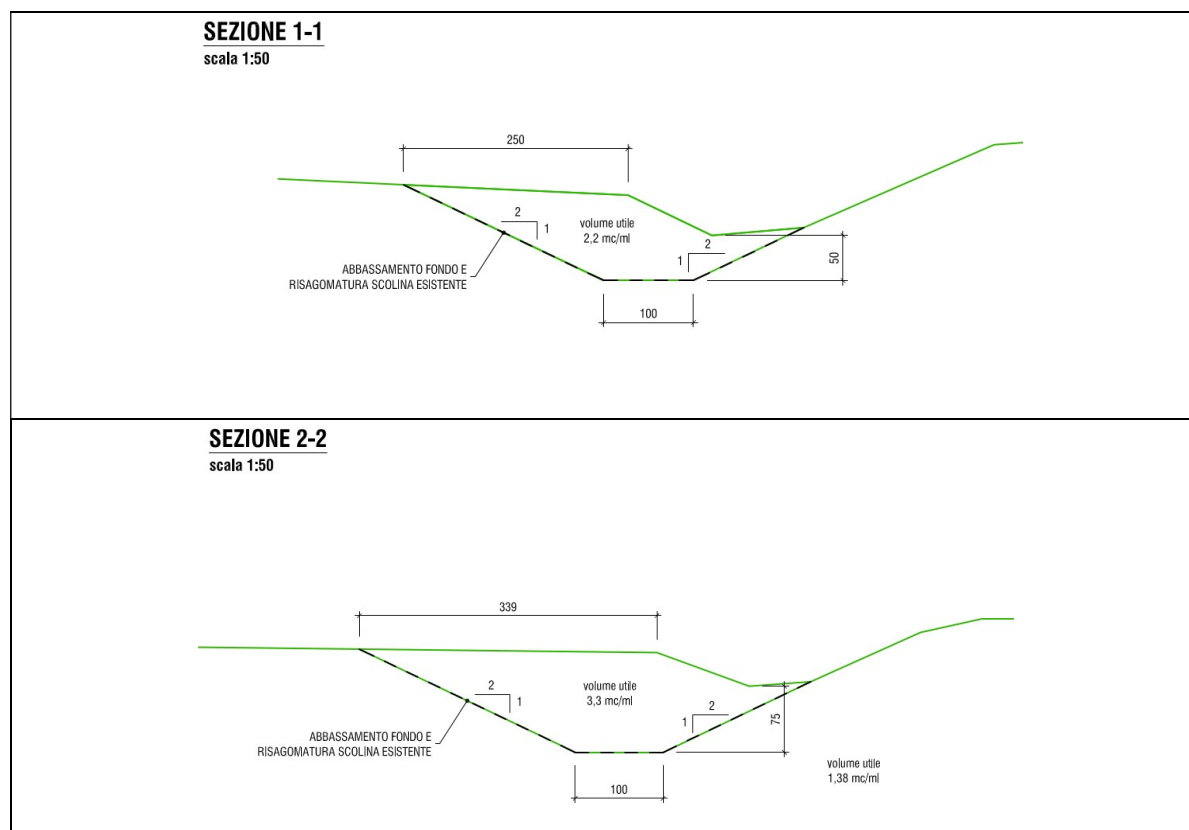 SEZIONE 1-1
scala 1:50
250
2
1
volume utile
2,2 mc/ml
2
1
50
ABBASSAMENTO FONDO E
RISAGOMATURA SCOLINA ESISTENTE
100
SEZIONE 2-2
scala 1:50
339
2
1
volume utile
3,3 mc/ml
2
1
75
ABBASSAMENTO FONDO E
RISAGOMATURA SCOLINA ESISTENTE
volume utile
1,38 mc/ml
100